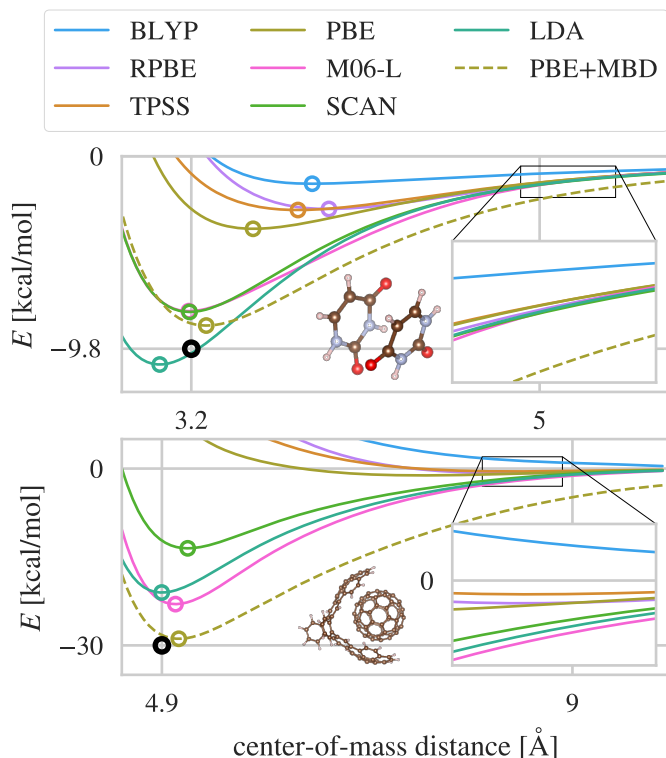 BLYP PBE LDA
RPBE M06-L PBE+MBD
TPSS SCAN
0
E [kcal/mol]
−9.8
3.2 5
0
E [kcal/mol]
0
−30
4.9 9
center-of-mass distance [Å]